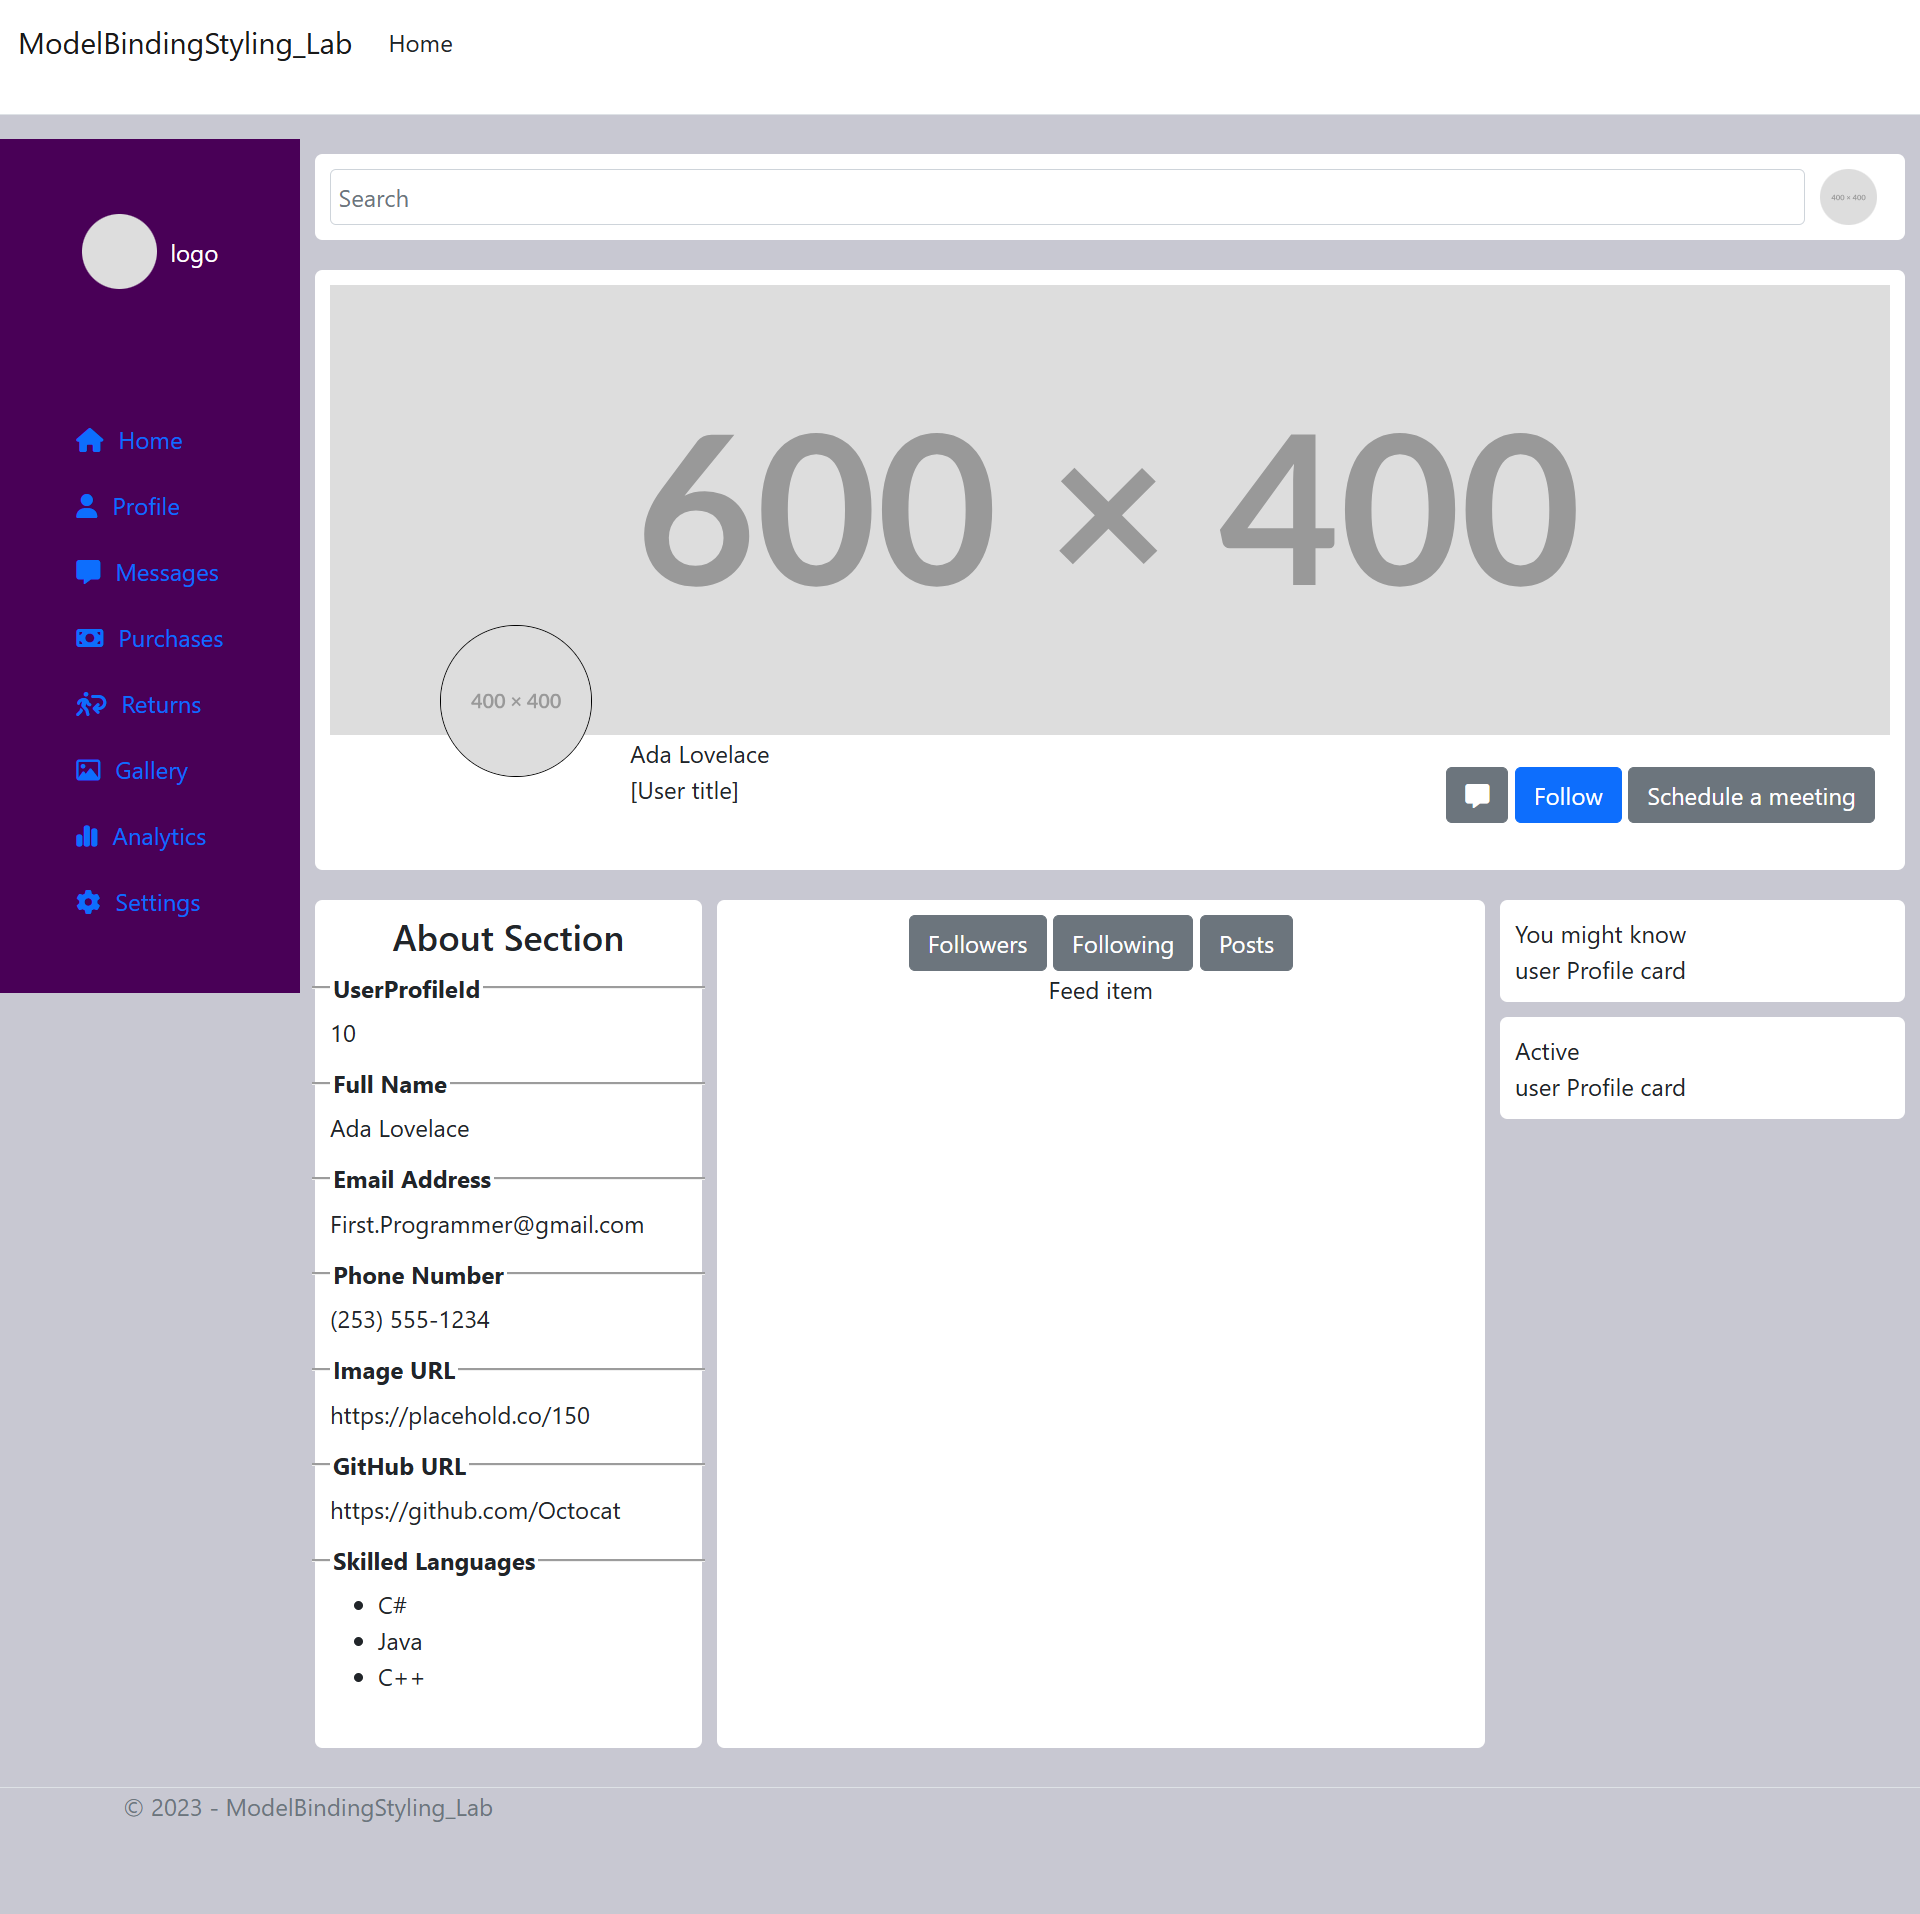 ModelBindingStyling_Lab Home
logo
Home
Profile
Messages
Purchases
Returns
Gallery
Analytics
Settings
Search
400 × 400
600 × 400
400 × 400
Ada Lovelace
[User title]
Follow
Schedule a meeting
About Section
UserProfileId
10
Full Name
Ada Lovelace
Email Address
First.Programmer@gmail.com
Phone Number
(253) 555-1234
Image URL
https://placehold.co/150
GitHub URL
https://github.com/Octocat
Skilled Languages
C#
Java
C++
Followers
Following
Posts
Feed item
You might know
user Profile card
Active
user Profile card
© 2023 - ModelBindingStyling_Lab